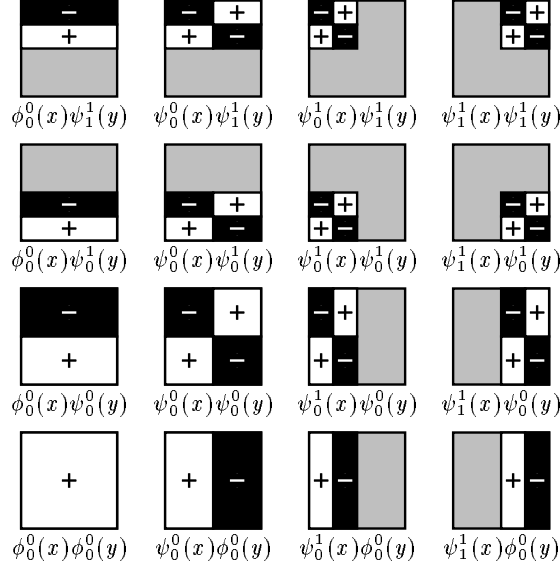 − − + − + − +
+ + − + − + −
ϕ₀⁰(x)ψ₁¹(y) ψ₀⁰(x)ψ₁¹(y) ψ₀¹(x)ψ₁¹(y) ψ₁¹(x)ψ₁¹(y)
− − + − + − +
+ + − + − + −
ϕ₀⁰(x)ψ₀¹(y) ψ₀⁰(x)ψ₀¹(y) ψ₀¹(x)ψ₀¹(y) ψ₁¹(x)ψ₀¹(y)
− − + − + − +
+ + − + − + −
ϕ₀⁰(x)ψ₀⁰(y) ψ₀⁰(x)ψ₀⁰(y) ψ₀¹(x)ψ₀⁰(y) ψ₁¹(x)ψ₀⁰(y)
+ + − + − + −
ϕ₀⁰(x)ϕ₀⁰(y) ψ₀⁰(x)ϕ₀⁰(y) ψ₀¹(x)ϕ₀⁰(y) ψ₁¹(x)ϕ₀⁰(y)